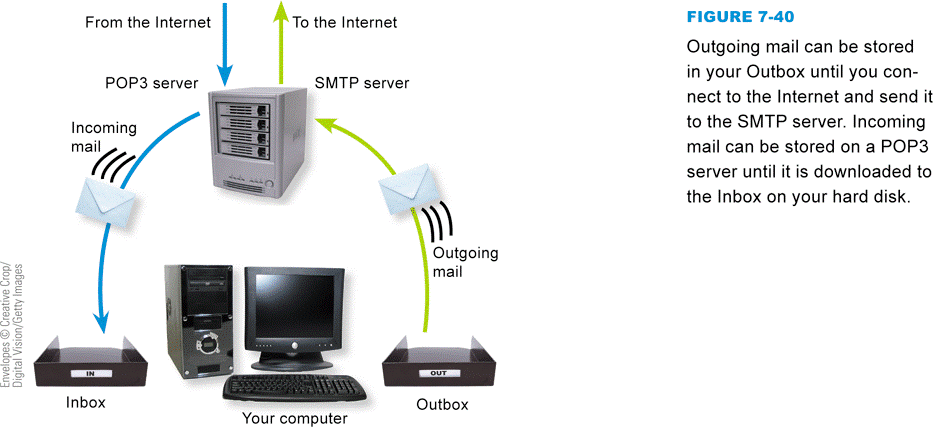 From the Internet
To the Internet
POP3 server
SMTP server
Incoming
mail
Outgoing
mail
IN
OUT
Inbox
Your computer
Outbox
Envelopes © Creative Crop/
Digital Vision/Getty Images
FIGURE 7-40
Outgoing mail can be stored
in your Outbox until you con-
nect to the Internet and send it
to the SMTP server. Incoming
mail can be stored on a POP3
server until it is downloaded to
the Inbox on your hard disk.